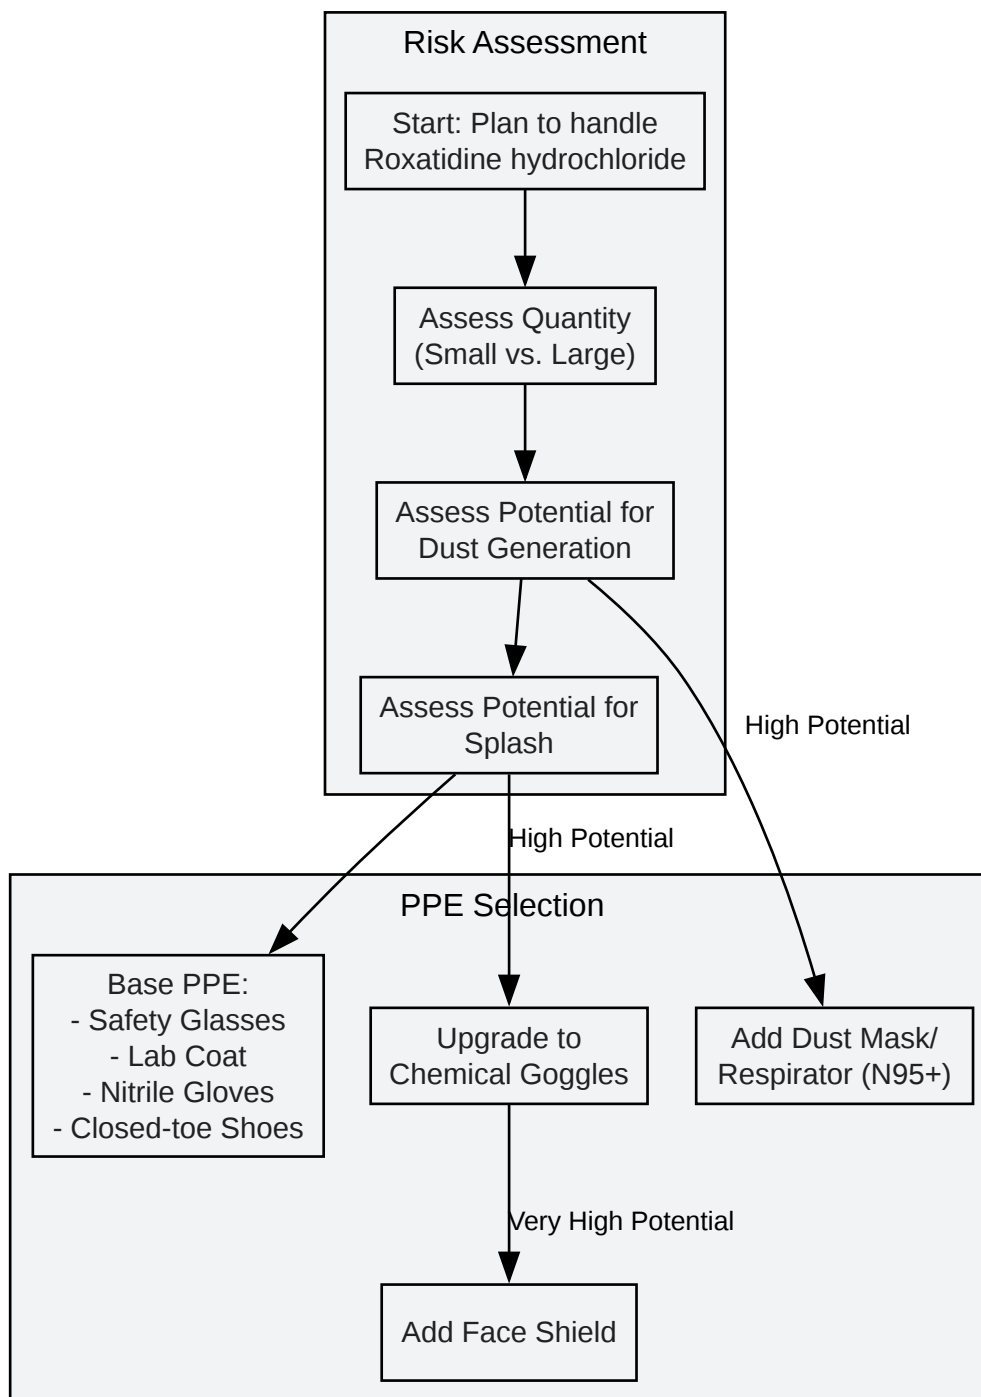 Risk Assessment
Start: Plan to handle
Roxatidine hydrochloride
Assess Quantity
(Small vs. Large)
Assess Potential for
Dust Generation
Assess Potential for
Splash
High Potential
High Potential
PPE Selection
Base PPE:
- Safety Glasses
- Lab Coat
- Nitrile Gloves
- Closed-toe Shoes
Upgrade to
Chemical Goggles
Add Dust Mask/
Respirator (N95+)
Very High Potential
Add Face Shield